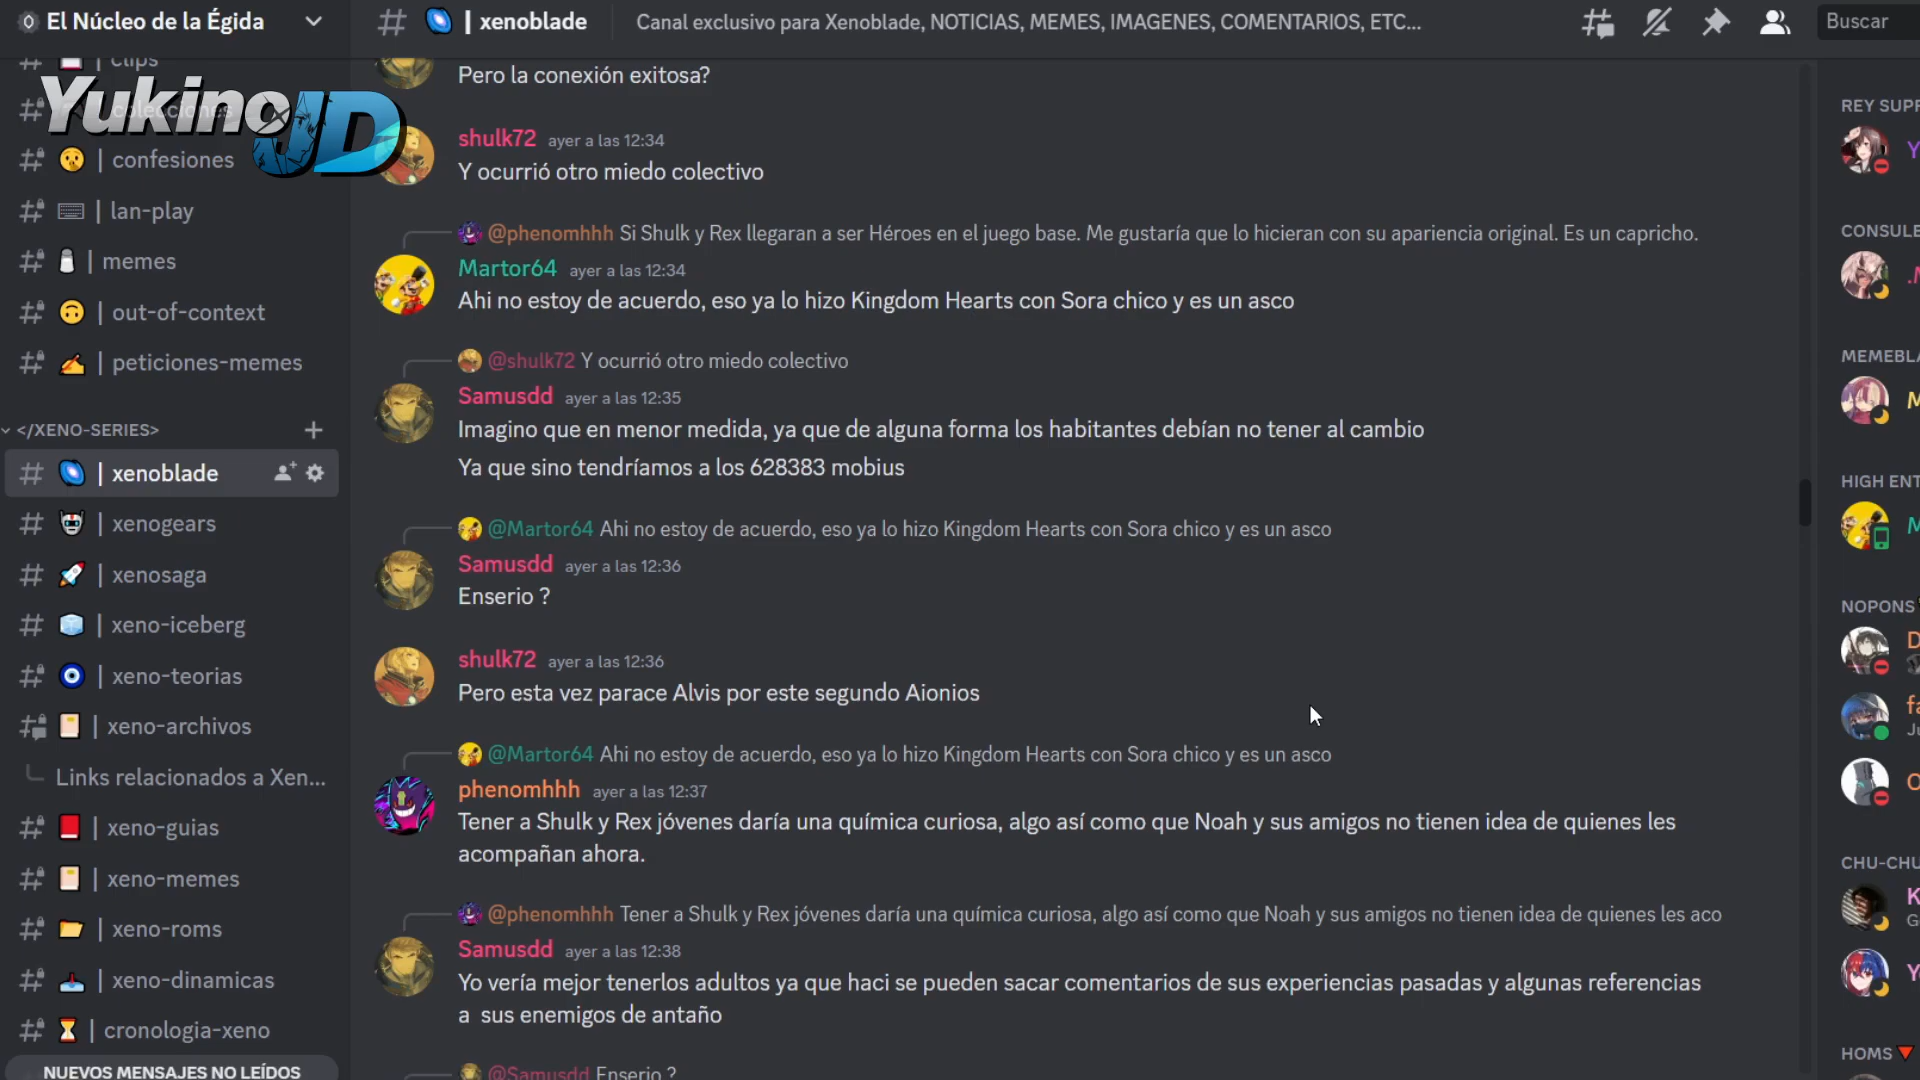 El Núcleo de la Égida
| clips
Yukino JD
| colecciones
| confesiones
| lan-play
| memes
| out-of-context
| peticiones-memes
</XENO-SERIES>
| xenoblade
| xenogears
| xenosaga
| xeno-iceberg
| xeno-teorias
| xeno-archivos
Links relacionados a Xen...
| xeno-guias
| xeno-memes
| xeno-roms
| xeno-dinamicas
| cronologia-xeno
NUEVOS MENSAJES NO LEÍDOS
| xenoblade
Canal exclusivo para Xenoblade, NOTICIAS, MEMES, IMAGENES, COMENTARIOS, ETC...
Buscar
Pero la conexión exitosa?
shulk72 ayer a las 12:34
Y ocurrió otro miedo colectivo
@phenomhhh Si Shulk y Rex llegaran a ser Héroes en el juego base. Me gustaría que lo hicieran con su apariencia original. Es un capricho.
Martor64 ayer a las 12:34
Ahi no estoy de acuerdo, eso ya lo hizo Kingdom Hearts con Sora chico y es un asco
@shulk72 Y ocurrió otro miedo colectivo
Samusdd ayer a las 12:35
Imagino que en menor medida, ya que de alguna forma los habitantes debían no tener al cambio
Ya que sino tendríamos a los 628383 mobius
@Martor64 Ahi no estoy de acuerdo, eso ya lo hizo Kingdom Hearts con Sora chico y es un asco
Samusdd ayer a las 12:36
Enserio ?
shulk72 ayer a las 12:36
Pero esta vez parace Alvis por este segundo Aionios
@Martor64 Ahi no estoy de acuerdo, eso ya lo hizo Kingdom Hearts con Sora chico y es un asco
phenomhhh ayer a las 12:37
Tener a Shulk y Rex jóvenes daría una química curiosa, algo así como que Noah y sus amigos no tienen idea de quienes les
acompañan ahora.
@phenomhhh Tener a Shulk y Rex jóvenes daría una química curiosa, algo así como que Noah y sus amigos no tienen idea de quienes les aco
Samusdd ayer a las 12:38
Yo vería mejor tenerlos adultos ya que haci se pueden sacar comentarios de sus experiencias pasadas y algunas referencias
a sus enemigos de antaño
@Samusdd Enserio ?
REY SUPR
Y
CONSULE
.M
MEMEBLA
M
HIGH ENT
M
NOPONS
D
fa
Ju
O
CHU-CHU
K
G
Y
HOMS